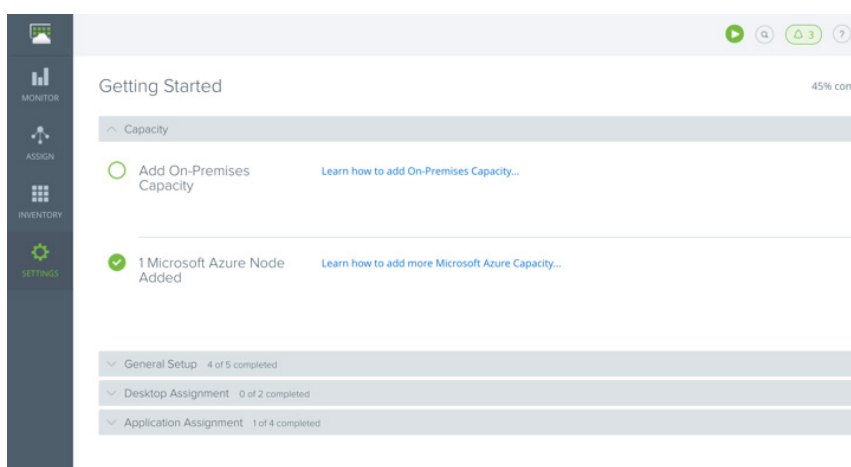 3
?
MONITOR
Getting Started
45% com
Capacity
ASSIGN
Add On-Premises
Capacity
Learn how to add On-Premises Capacity...
INVENTORY
1 Microsoft Azure Node
Added
Learn how to add more Microsoft Azure Capacity...
SETTINGS
General Setup 4 of 5 completed
Desktop Assignment 0 of 2 completed
Application Assignment 1 of 4 completed